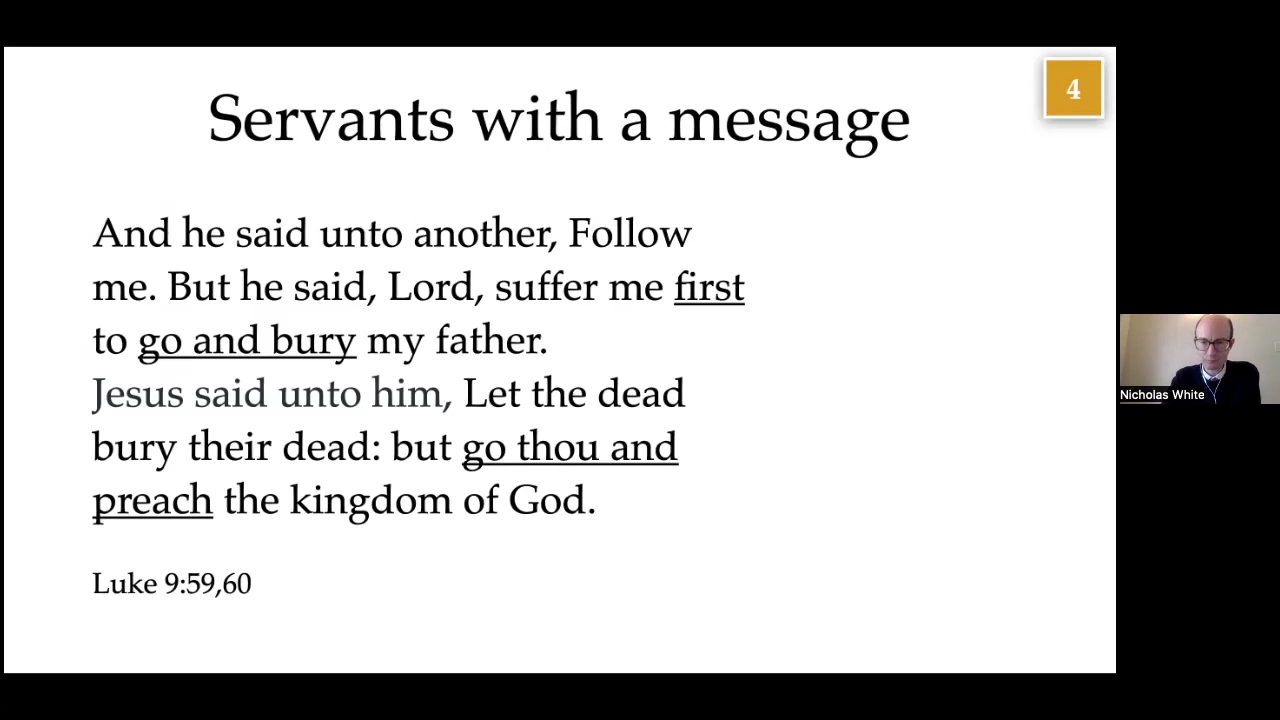 Servants with a message
4
And he said unto another, Follow
me. But he said, Lord, suffer me first
to go and bury my father.
Jesus said unto him, Let the dead
bury their dead: but go thou and
preach the kingdom of God.
Luke 9:59,60
Nicholas White